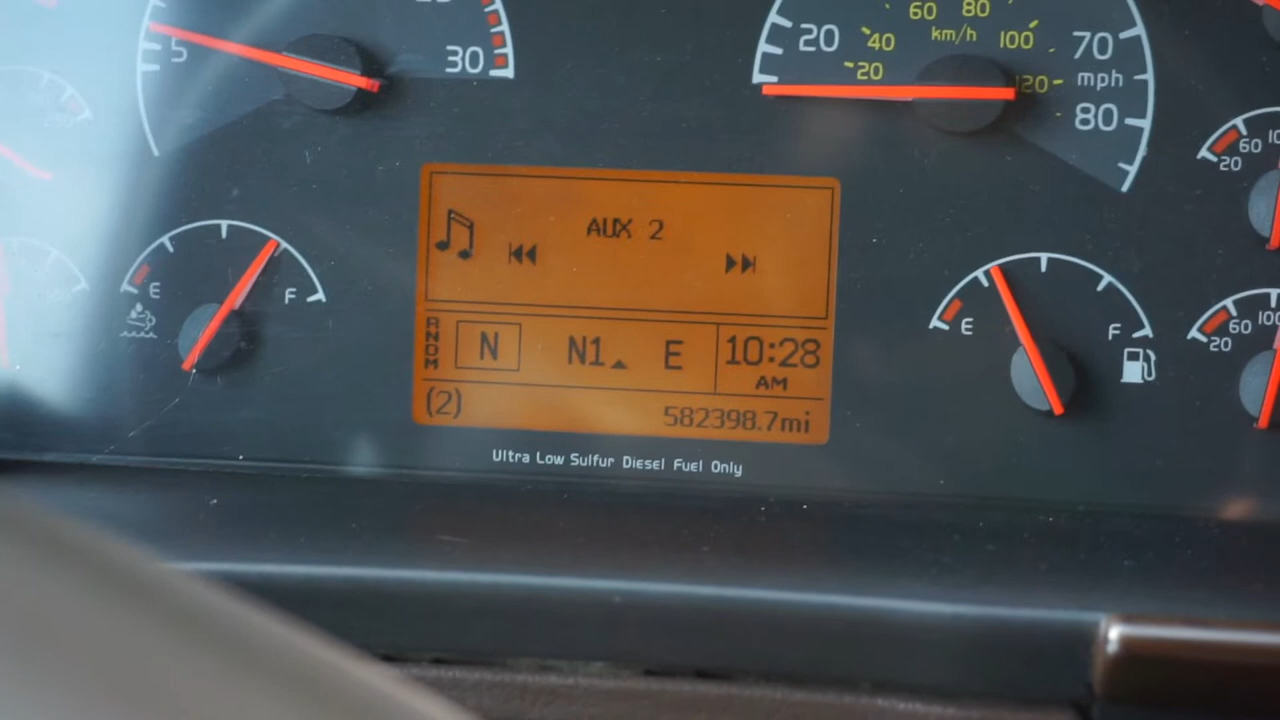 60 80
20 40 km/h 100 70
5 30 20 120 mph
80
60
20
AUX 2
E F
RNDM N N1 E 10:28
AM
E F
60 100
20
(2) 582398.7mi
Ultra Low Sulfur Diesel Fuel Only